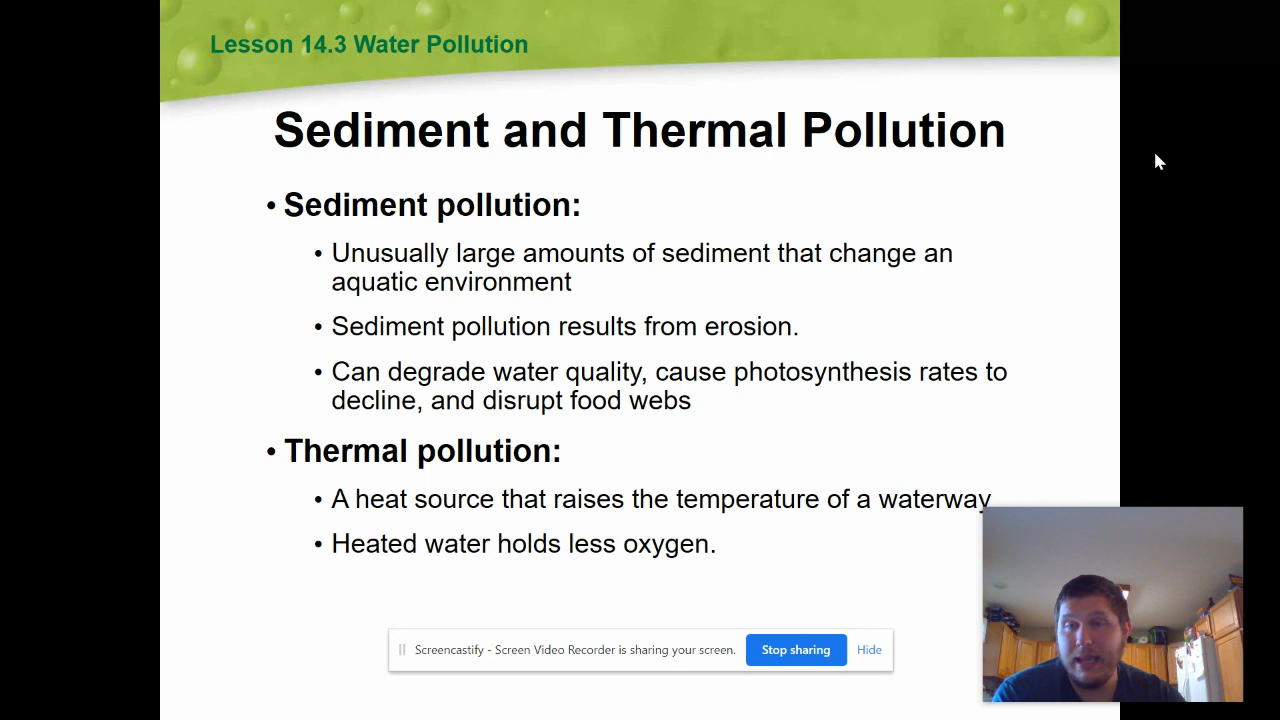 Lesson 14.3 Water Pollution
Sediment and Thermal Pollution
• Sediment pollution:
• Unusually large amounts of sediment that change an
aquatic environment
• Sediment pollution results from erosion.
• Can degrade water quality, cause photosynthesis rates to
decline, and disrupt food webs
• Thermal pollution:
• A heat source that raises the temperature of a waterway
• Heated water holds less oxygen.
Screencastify - Screen Video Recorder is sharing your screen. Stop sharing Hide